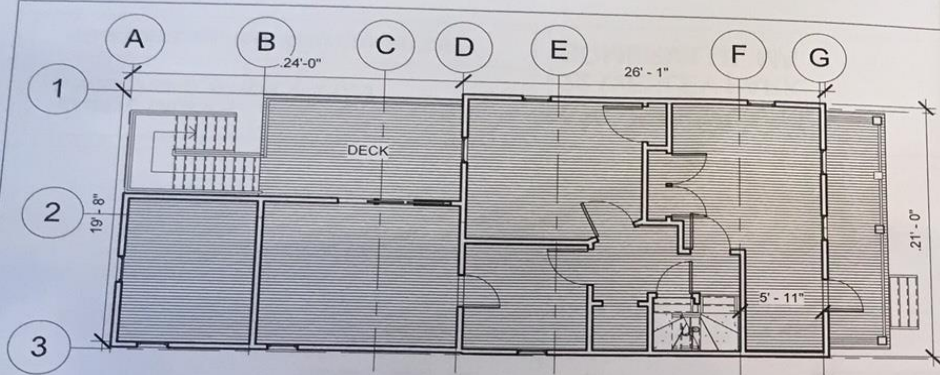 A B C D E F G
.24'-0" 26' - 1"
1
DECK
2
19' - 8"
.21' - 0"
5' - 11"
3